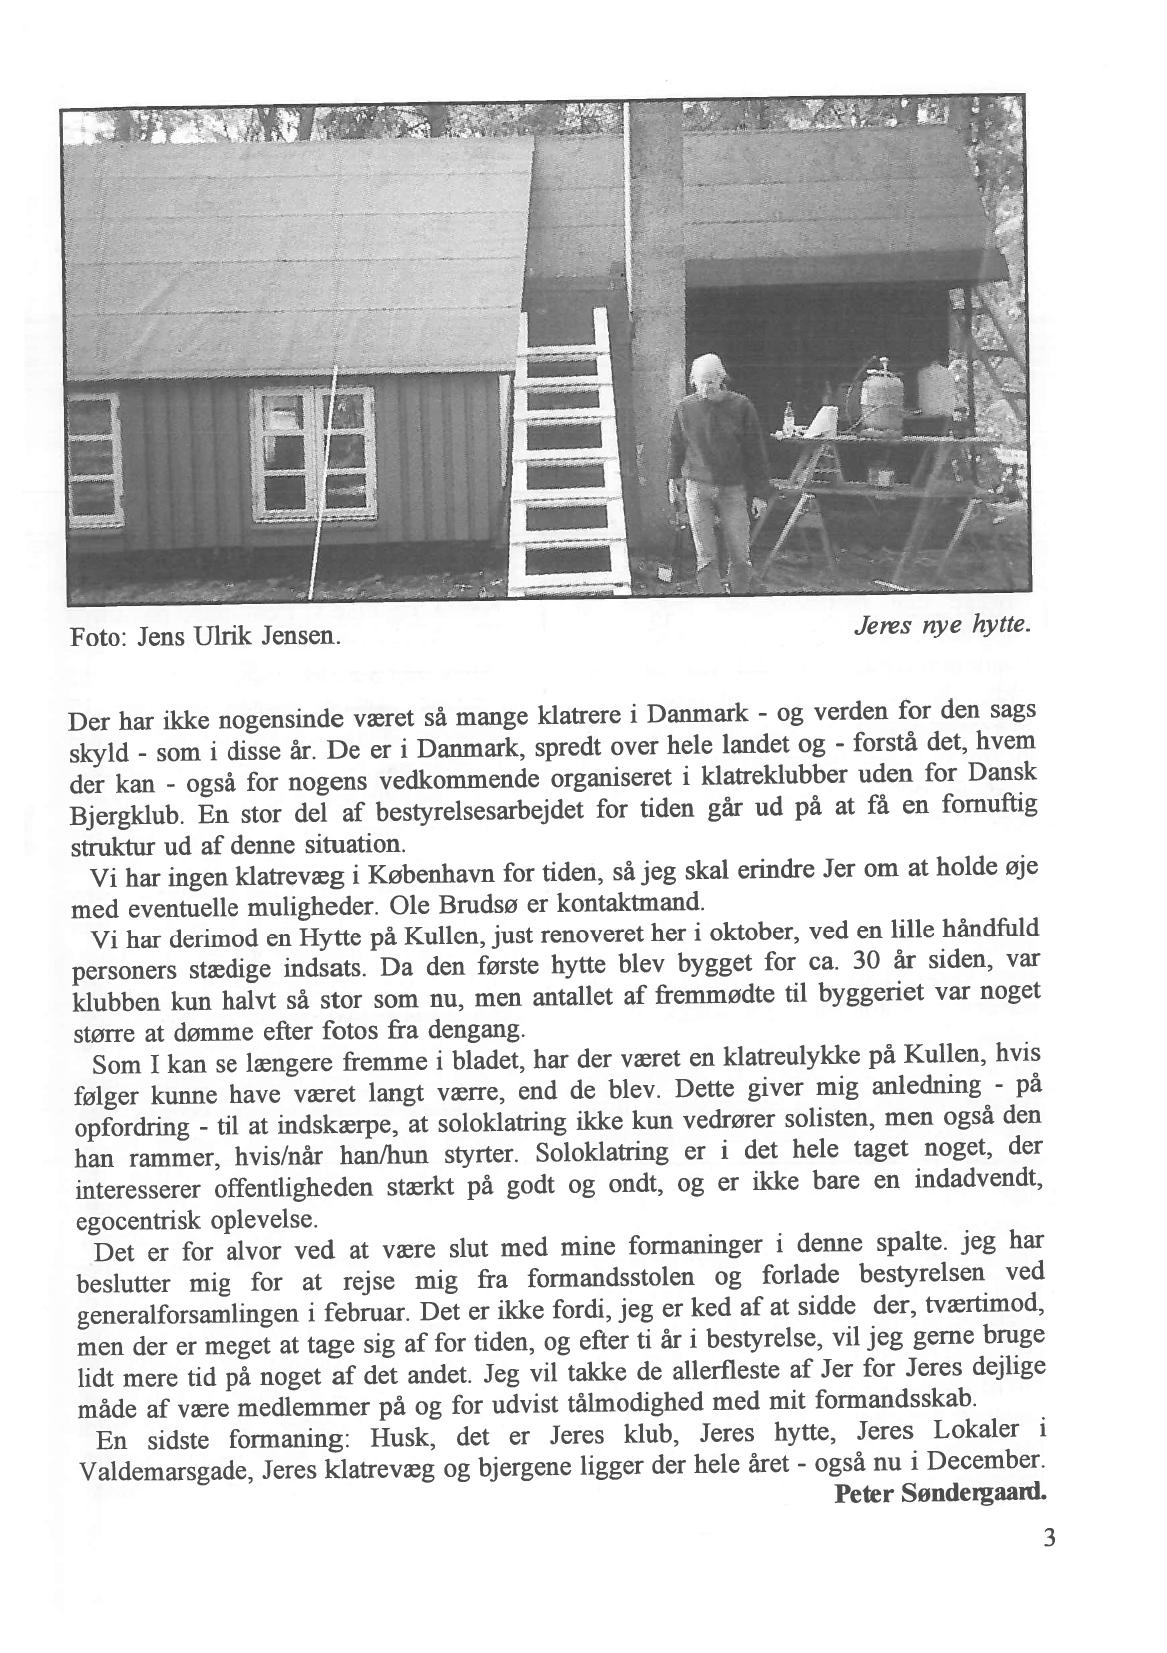 Foto: Jens Ulrik Jensen.
Jeres nye hytte.
Der har ikke nogensinde været så mange klatrere i Danmark - og verden for den sags
skyld - som i disse år. De er i Danmark, spredt over hele landet og - forstå det, hvem
der kan - også for nogens vedkommende organiseret i klatreklubber uden for Dansk
Bjergklub. En stor del af bestyrelsesarbejdet for tiden går ud på at få en fornuftig
struktur ud af denne situation.
Vi har ingen klatrevæg i København for tiden, så jeg skal erindre Jer om at holde øje
med eventuelle muligheder. Ole Brudsø er kontaktmand.
Vi har derimod en Hytte på Kullen, just renoveret her i oktober, ved en lille håndfuld
personers stædige indsats. Da den første hytte blev bygget for ca. 30 år siden, var
klubben kun halvt så stor som nu, men antallet af fremmødte til byggeriet var noget
større at dømme efter fotos fra dengang.
Som I kan se længere fremme i bladet, har der været en klatreulykke på Kullen, hvis
følger kunne have været langt værre, end de blev. Dette giver mig anledning - på
opfordring - til at indskærpe, at soloklatring ikke kun vedrører solisten, men også den
han rammer, hvis/når han/hun styrter. Soloklatring er i det hele taget noget, der
interesserer offentligheden stærkt på godt og ondt, og er ikke bare en indadvendt,
egocentrisk oplevelse.
Det er for alvor ved at være slut med mine formaninger i denne spalte. jeg har
beslutter mig for at rejse mig fra formandsstolen og forlade bestyrelsen ved
generalforsamlingen i februar. Det er ikke fordi, jeg er ked af at sidde der, tværtimod,
men der er meget at tage sig af for tiden, og efter ti år i bestyrelse, vil jeg gerne bruge
lidt mere tid på noget af det andet. Jeg vil takke de allerfleste af Jer for Jeres dejlige
måde af være medlemmer på og for udvist tålmodighed med mit formandsskab.
En sidste formaning: Husk, det er Jeres klub, Jeres hytte, Jeres Lokaler i
Valdemarsgade, Jeres klatrevæg og bjergene ligger der hele året - også nu i December.
Peter Søndergaard.
3